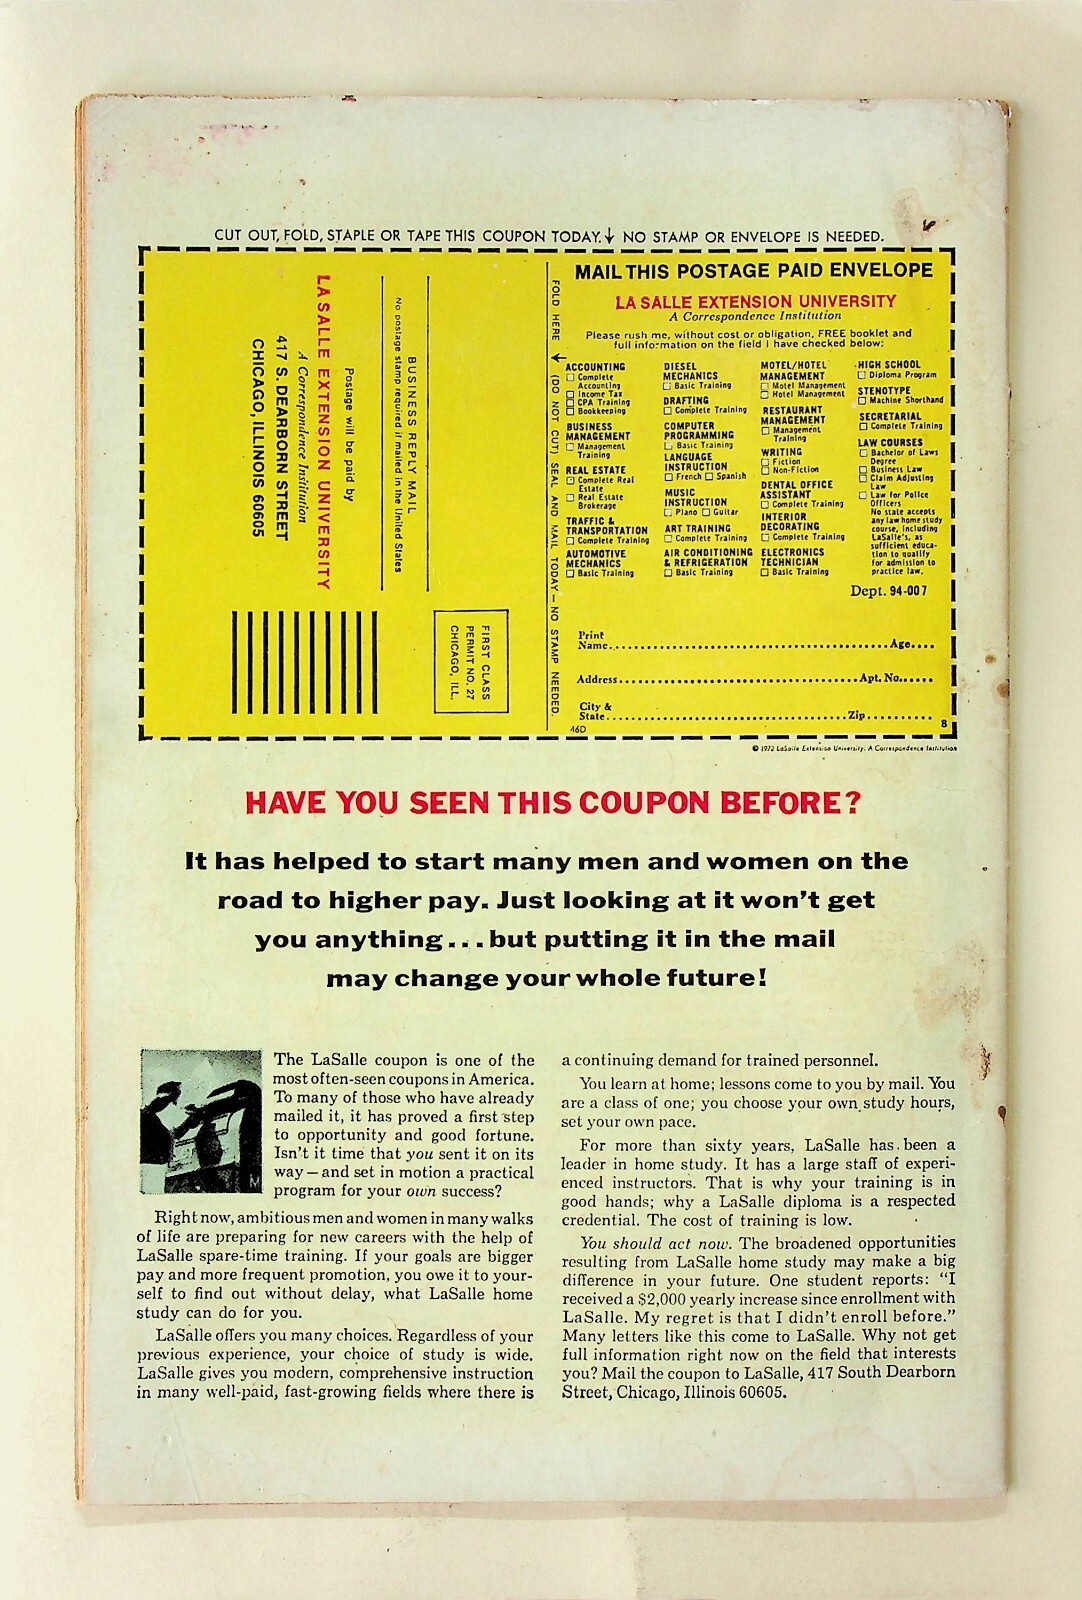 CUT OUT, FOLD, STAPLE OR TAPE THIS COUPON TODAY. ↓ NO STAMP OR ENVELOPE IS NEEDED.
FIRST CLASS
PERMIT NO. 27
CHICAGO, ILL.
BUSINESS REPLY MAIL
No postage stamp required if mailed in the United States
Postage will be paid by
LA SALLE EXTENSION UNIVERSITY
A Correspondence Institution
417 S. DEARBORN STREET
CHICAGO, ILLINOIS 60605
FOLD HERE → (DO NOT CUT) SEAL AND MAIL TODAY — NO STAMP NEEDED.
MAIL THIS POSTAGE PAID ENVELOPE
LA SALLE EXTENSION UNIVERSITY
A Correspondence Institution
Please rush me, without cost or obligation, FREE booklet and
full information on the field I have checked below:
ACCOUNTING
☐ Complete
Accounting
☐ Income Tax
☐ CPA Training
☐ Bookkeeping
BUSINESS
MANAGEMENT
☐ Management
Training
REAL ESTATE
☐ Complete Real
Estate
☐ Real Estate
Brokerage
TRAFFIC &
TRANSPORTATION
☐ Complete Training
AUTOMOTIVE
MECHANICS
☐ Basic Training
DIESEL
MECHANICS
☐ Basic Training
DRAFTING
☐ Complete Training
COMPUTER
PROGRAMMING
☐ Basic Training
LANGUAGE
INSTRUCTION
☐ French ☐ Spanish
MUSIC
INSTRUCTION
☐ Piano ☐ Guitar
ART TRAINING
☐ Complete Training
AIR CONDITIONING
& REFRIGERATION
☐ Basic Training
MOTEL/HOTEL
MANAGEMENT
☐ Motel Management
☐ Hotel Management
RESTAURANT
MANAGEMENT
☐ Management
Training
WRITING
☐ Fiction
☐ Non-Fiction
DENTAL OFFICE
ASSISTANT
☐ Complete Training
INTERIOR
DECORATING
☐ Complete Training
ELECTRONICS
TECHNICIAN
☐ Basic Training
HIGH SCHOOL
☐ Diploma Program
STENOTYPE
☐ Machine Shorthand
SECRETARIAL
☐ Complete Training
LAW COURSES
☐ Bachelor of Laws
Degree
☐ Business Law
☐ Claim Adjusting
Law
☐ Law for Police
Officers
No state accepts
any law home study
course, including
LaSalle's, as
sufficient educa-
tion to qualify
for admission to
practice law.
Dept. 94-007
Print
Name....Age....
Address....Apt. No......
City &
State....Zip....
46D 8
© 1972 LaSalle Extension University, A Correspondence Institution
HAVE YOU SEEN THIS COUPON BEFORE?
It has helped to start many men and women on the
road to higher pay. Just looking at it won't get
you anything...but putting it in the mail
may change your whole future!
The LaSalle coupon is one of the
most often-seen coupons in America.
To many of those who have already
mailed it, it has proved a first step
to opportunity and good fortune.
Isn't it time that you sent it on its
way — and set in motion a practical
program for your own success?
Right now, ambitious men and women in many walks
of life are preparing for new careers with the help of
LaSalle spare-time training. If your goals are bigger
pay and more frequent promotion, you owe it to your-
self to find out without delay, what LaSalle home
study can do for you.
LaSalle offers you many choices. Regardless of your
previous experience, your choice of study is wide.
LaSalle gives you modern, comprehensive instruction
in many well-paid, fast-growing fields where there is
a continuing demand for trained personnel.
You learn at home; lessons come to you by mail. You
are a class of one; you choose your own study hours,
set your own pace.
For more than sixty years, LaSalle has been a
leader in home study. It has a large staff of experi-
enced instructors. That is why your training is in
good hands; why a LaSalle diploma is a respected
credential. The cost of training is low.
You should act now. The broadened opportunities
resulting from LaSalle home study may make a big
difference in your future. One student reports: "I
received a $2,000 yearly increase since enrollment with
LaSalle. My regret is that I didn't enroll before."
Many letters like this come to LaSalle. Why not get
full information right now on the field that interests
you? Mail the coupon to LaSalle, 417 South Dearborn
Street, Chicago, Illinois 60605.